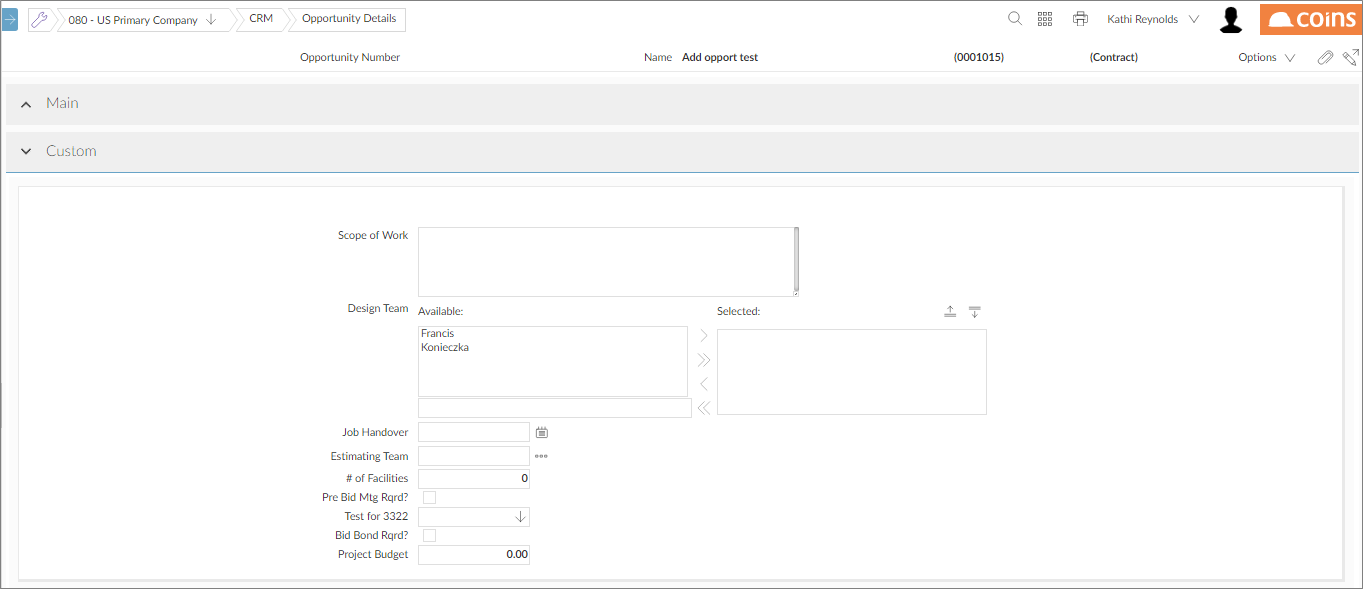 080 - US Primary Company
CRM
Opportunity Details
Kathi Reynolds
coins
Opportunity Number
Name Add opport test
(0001015)
(Contract)
Options
Main
Custom
Scope of Work
Design Team Available:
Selected:
Francis
Konieczka
Job Handover
Estimating Team
# of Facilities 0
Pre Bid Mtg Rqrd?
Test for 3322
Bid Bond Rqrd?
Project Budget 0.00